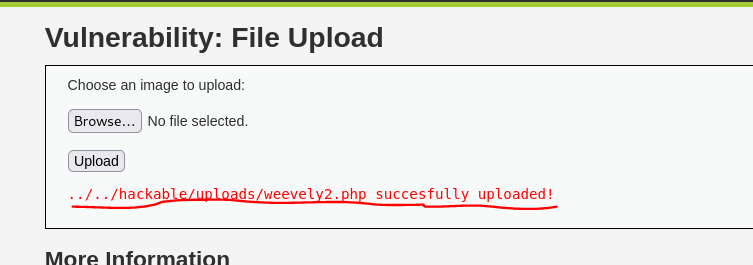 Vulnerability: File Upload
Choose an image to upload:
Browse... No file selected.
Upload
../../hackable/uploads/weevely2.php succesfully uploaded!
More Information